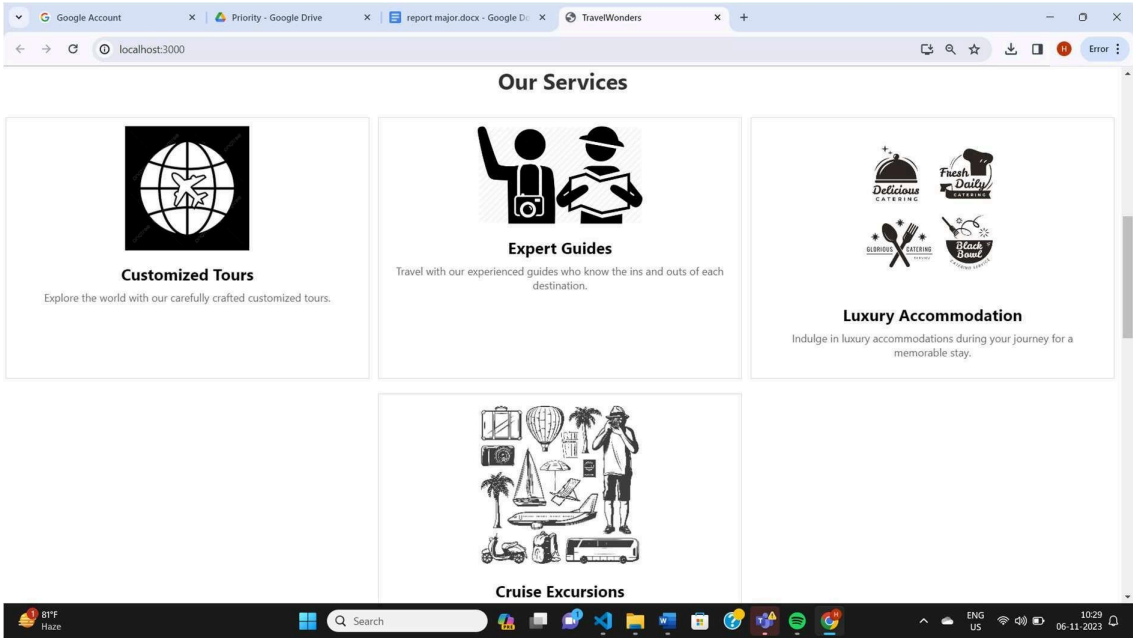 Google Account
Priority - Google Drive
report major.docx - Google Do
TravelWonders
localhost:3000
H
Error
Our Services
Customized Tours
Explore the world with our carefully crafted customized tours.
Expert Guides
Travel with our experienced guides who know the ins and outs of each
destination.
Delicious
CATERING
Fresh
Daily
CATERING
GLORIOUS CATERING
Black
Bowl
CATERING SERVICE
Luxury Accommodation
Indulge in luxury accommodations during your journey for a
memorable stay.
Cruise Excursions
1
81°F
Haze
Search
ENG
US
10:29
06-11-2023